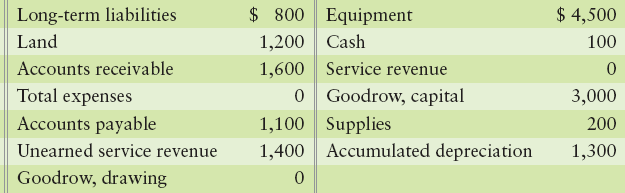 Long-term liabilities $ 800 Equipment $ 4,500
Land 1,200 Cash 100
Accounts receivable 1,600 Service revenue 0
Total expenses 0 Goodrow, capital 3,000
Accounts payable 1,100 Supplies 200
Unearned service revenue 1,400 Accumulated depreciation 1,300
Goodrow, drawing 0